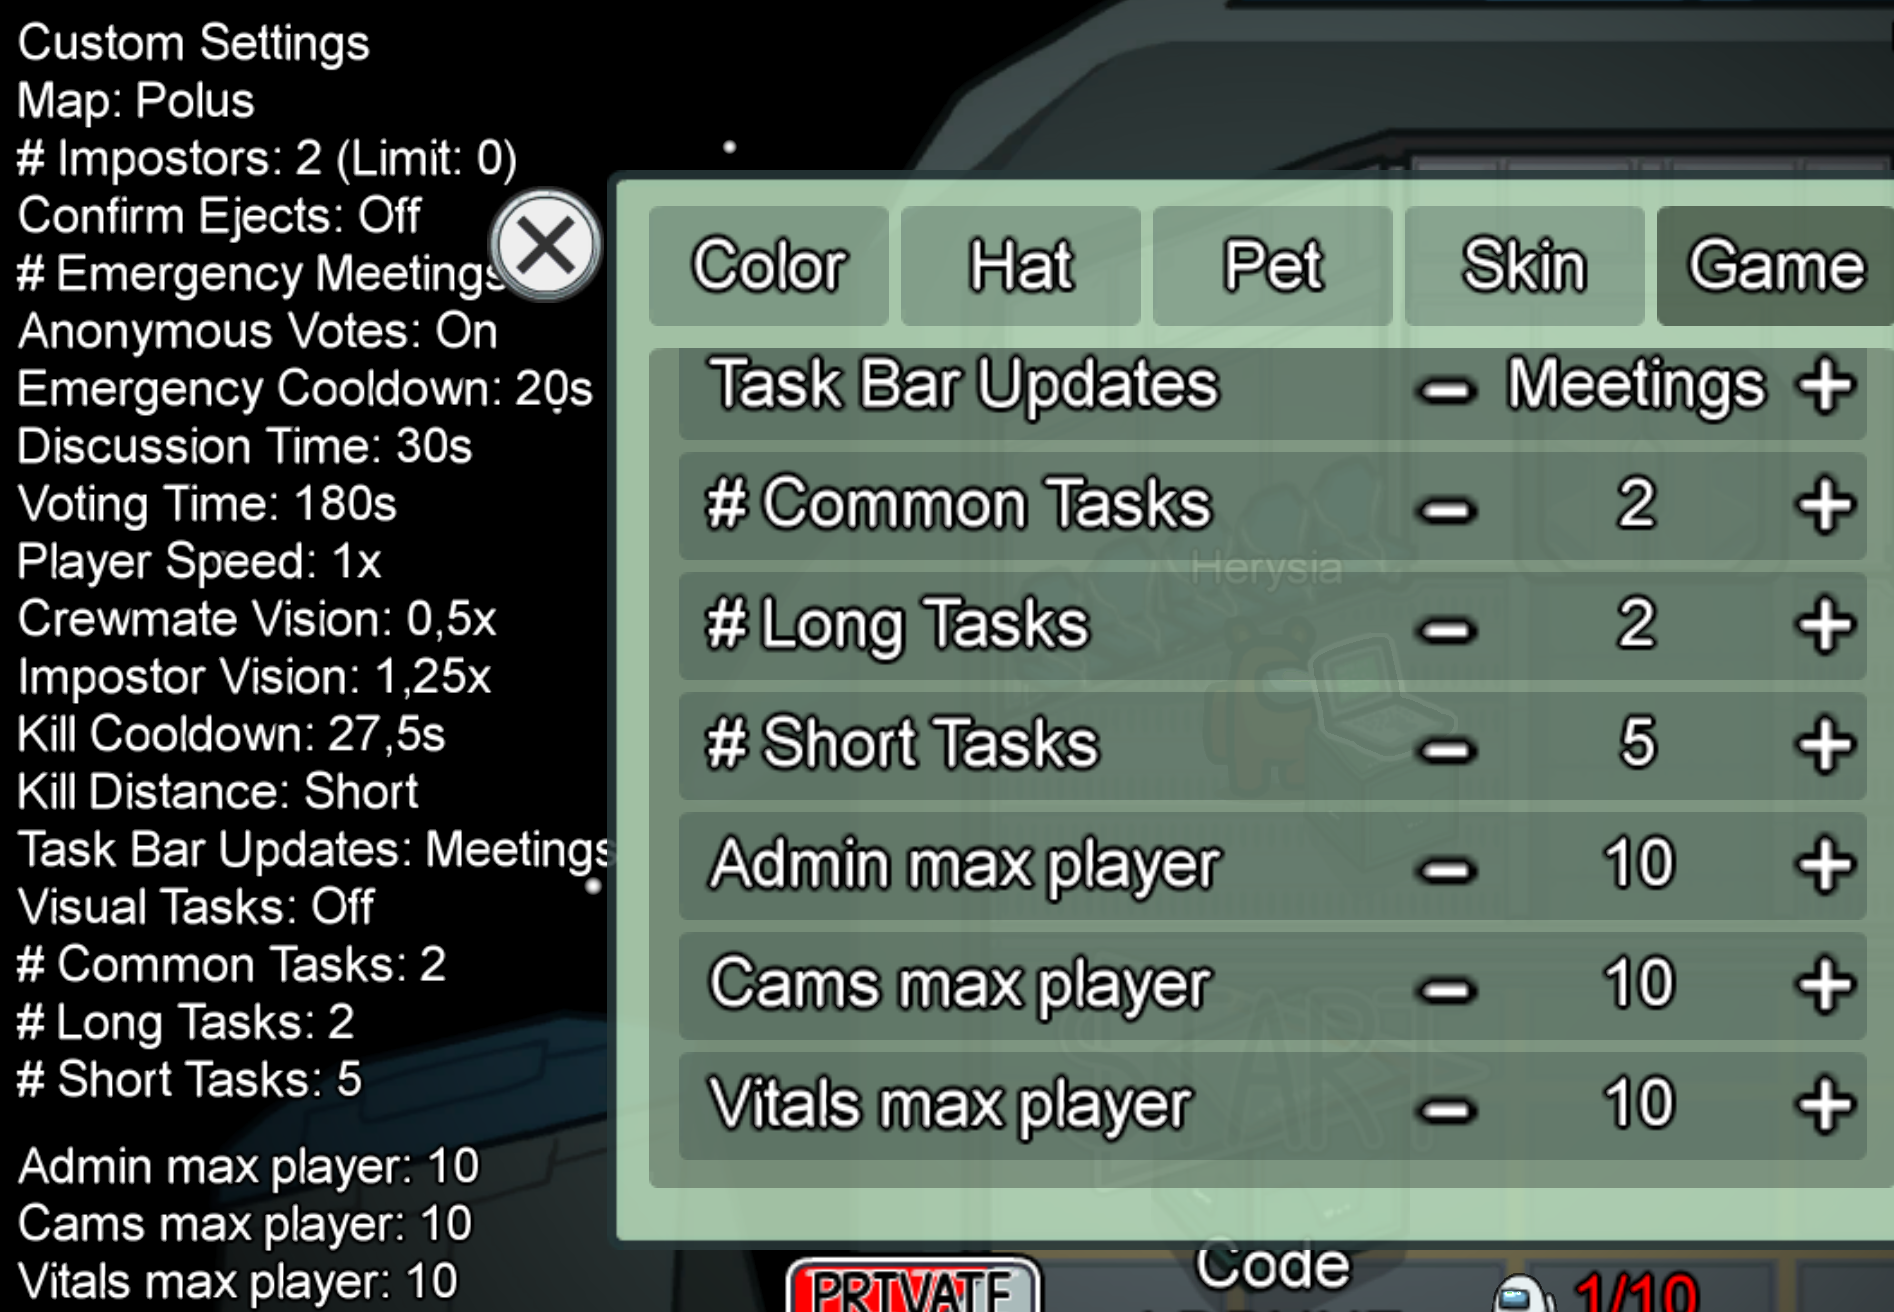 Custom Settings
Map: Polus
# Impostors: 2 (Limit: 0)
Confirm Ejects: Off
# Emergency Meetings
Anonymous Votes: On
Emergency Cooldown: 20s
Discussion Time: 30s
Voting Time: 180s
Player Speed: 1x
Crewmate Vision: 0,5x
Impostor Vision: 1,25x
Kill Cooldown: 27,5s
Kill Distance: Short
Task Bar Updates: Meetings
Visual Tasks: Off
# Common Tasks: 2
# Long Tasks: 2
# Short Tasks: 5
Admin max player: 10
Cams max player: 10
Vitals max player: 10
Color Hat Pet Skin Game
Task Bar Updates - Meetings +
# Common Tasks - 2 +
Herysia
# Long Tasks - 2 +
# Short Tasks - 5 +
Admin max player - 10 +
Cams max player - 10 +
START
Vitals max player - 10 +
Code
PRIVATE
1/10